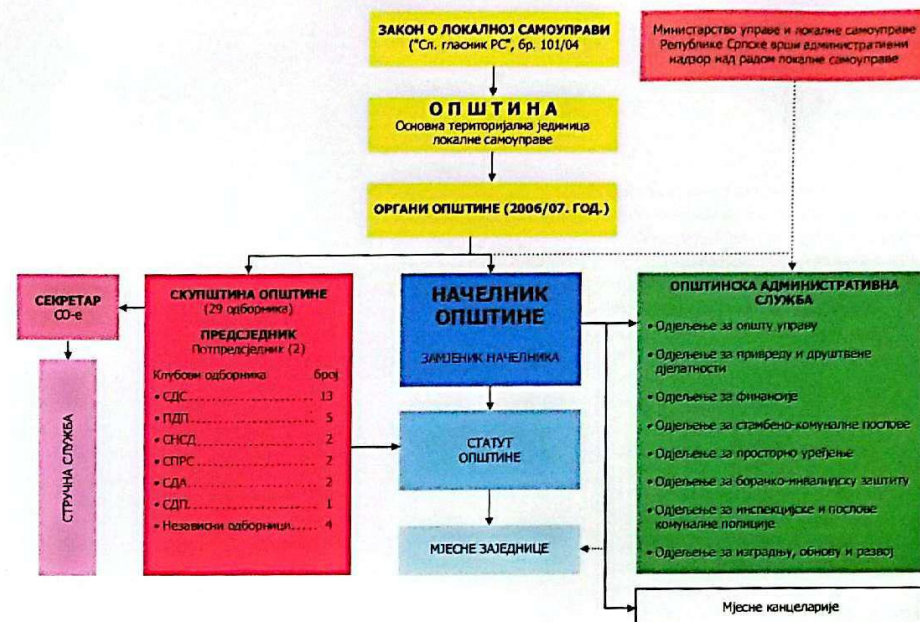 ЗАКОН О ЛОКАЛНОЈ САМОУПРАВИ
("Сл. гласник РС", бр. 101/04
Министарство управе и локалне самоуправе
Републике Српске врши административни
надзор над радом локалне самоуправе
ОПШТИНА
Основна територијална јединица
локалне самоуправе
ОРГАНИ ОПШТИНЕ (2006/07. ГОД.)
СЕКРЕТАР
СО-е
СТРУЧНА СЛУЖБА
СКУПШТИНА ОПШТИНЕ
(29 одборника)
ПРЕДСЈЕДНИК
Потпредсједник (2)
Клубови одборника број
• СДС........................ 13
• ПДП........................ 5
• СНСД...................... 2
• СПРС...................... 2
• СДА........................ 2
• СДП........................ 1
• Независни одборници..... 4
НАЧЕЛНИК
ОПШТИНЕ
ЗАМЈЕНИК НАЧЕЛНИКА
СТАТУТ
ОПШТИНЕ
МЈЕСНЕ ЗАЈЕДНИЦЕ
ОПШТИНСКА АДМИНИСТРАТИВНА
СЛУЖБА
• Одјељење за општу управу
• Одјељење за привреду и друштвене
дјелатности
• Одјељење за финансије
• Одјељење за стамбено-комуналне послове
• Одјељење за просторно уређење
• Одјељење за борачко-инвалидску заштиту
• Одјељење за инспекцијске и послове
комуналне полиције
• Одјељење за изградњу, обнову и развој
Мјесне канцеларије